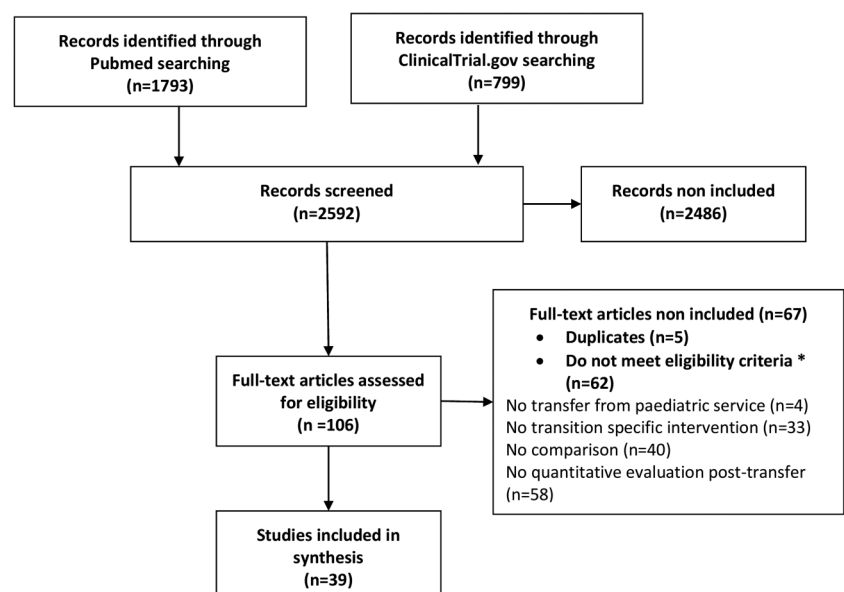 Records identified through
Pubmed searching
(n=1793)
Records identified through
ClinicalTrial.gov searching
(n=799)
Records screened
(n=2592)
Records non included
(n=2486)
Full-text articles assessed
for eligibility
(n =106)
Full-text articles non included (n=67)
• Duplicates (n=5)
• Do not meet eligibility criteria *
(n=62)
No transfer from paediatric service (n=4)
No transition specific intervention (n=33)
No comparison (n=40)
No quantitative evaluation post-transfer
(n=58)
Studies included in
synthesis
(n=39)